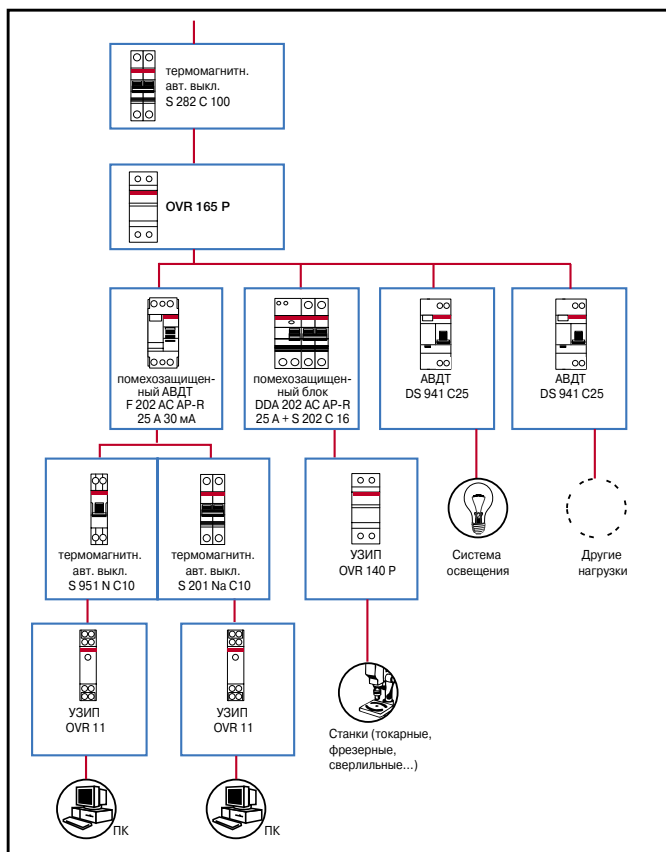 термомагнитн.
авт. выкл.
S 282 C 100
OVR 165 P
помехозащищен-
ный АВДТ
F 202 AC AP-R
25 A 30 мА
помехозащищен-
ный блок
DDA 202 AC AP-R
25 A + S 202 C 16
АВДТ
DS 941 C25
АВДТ
DS 941 C25
термомагнитн.
авт. выкл.
S 951 N C10
термомагнитн.
авт. выкл.
S 201 Na C10
УЗИП
OVR 140 P
Система
освещения
Другие
нагрузки
УЗИП
OVR 11
УЗИП
OVR 11
Станки (токарные,
фрезерные,
сверлильные...)
ПК
ПК